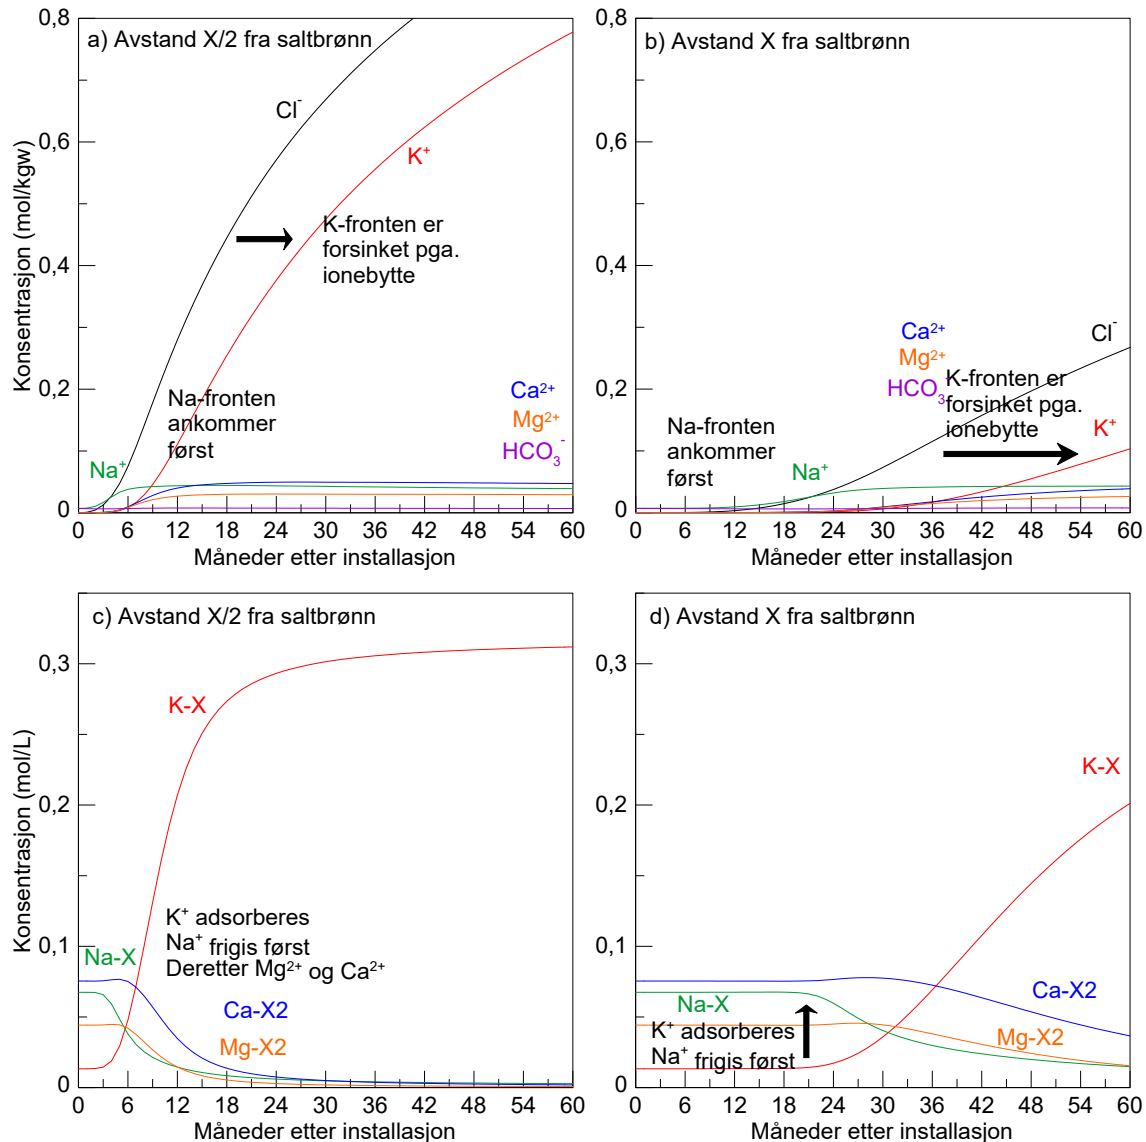 a) Avstand X/2 fra saltbrønn
Konsentrasjon (mol/kgw)
0,8
0,6
0,4
0,2
0
Cl⁻
K⁺
K-fronten er
forsinket pga.
ionebytte
Na-fronten
ankommer
først
Na⁺
Ca²⁺
Mg²⁺
HCO₃⁻
0 6 12 18 24 30 36 42 48 54 60
Måneder etter installasjon
b) Avstand X fra saltbrønn
0,8
0,6
0,4
0,2
0
Ca²⁺
Mg²⁺
HCO₃⁻
Cl⁻
K-fronten er
forsinket pga.
ionebytte
K⁺
Na-fronten
ankommer
først
Na⁺
0 6 12 18 24 30 36 42 48 54 60
Måneder etter installasjon
c) Avstand X/2 fra saltbrønn
Konsentrasjon (mol/L)
0,3
0,2
0,1
0
K-X
K⁺ adsorberes
Na⁺ frigis først
Deretter Mg²⁺ og Ca²⁺
Na-X
Ca-X2
Mg-X2
0 6 12 18 24 30 36 42 48 54 60
Måneder etter installasjon
d) Avstand X fra saltbrønn
0,3
0,2
0,1
0
K-X
Ca-X2
Na-X
Mg-X2
K⁺ adsorberes
Na⁺ frigis først
0 6 12 18 24 30 36 42 48 54 60
Måneder etter installasjon